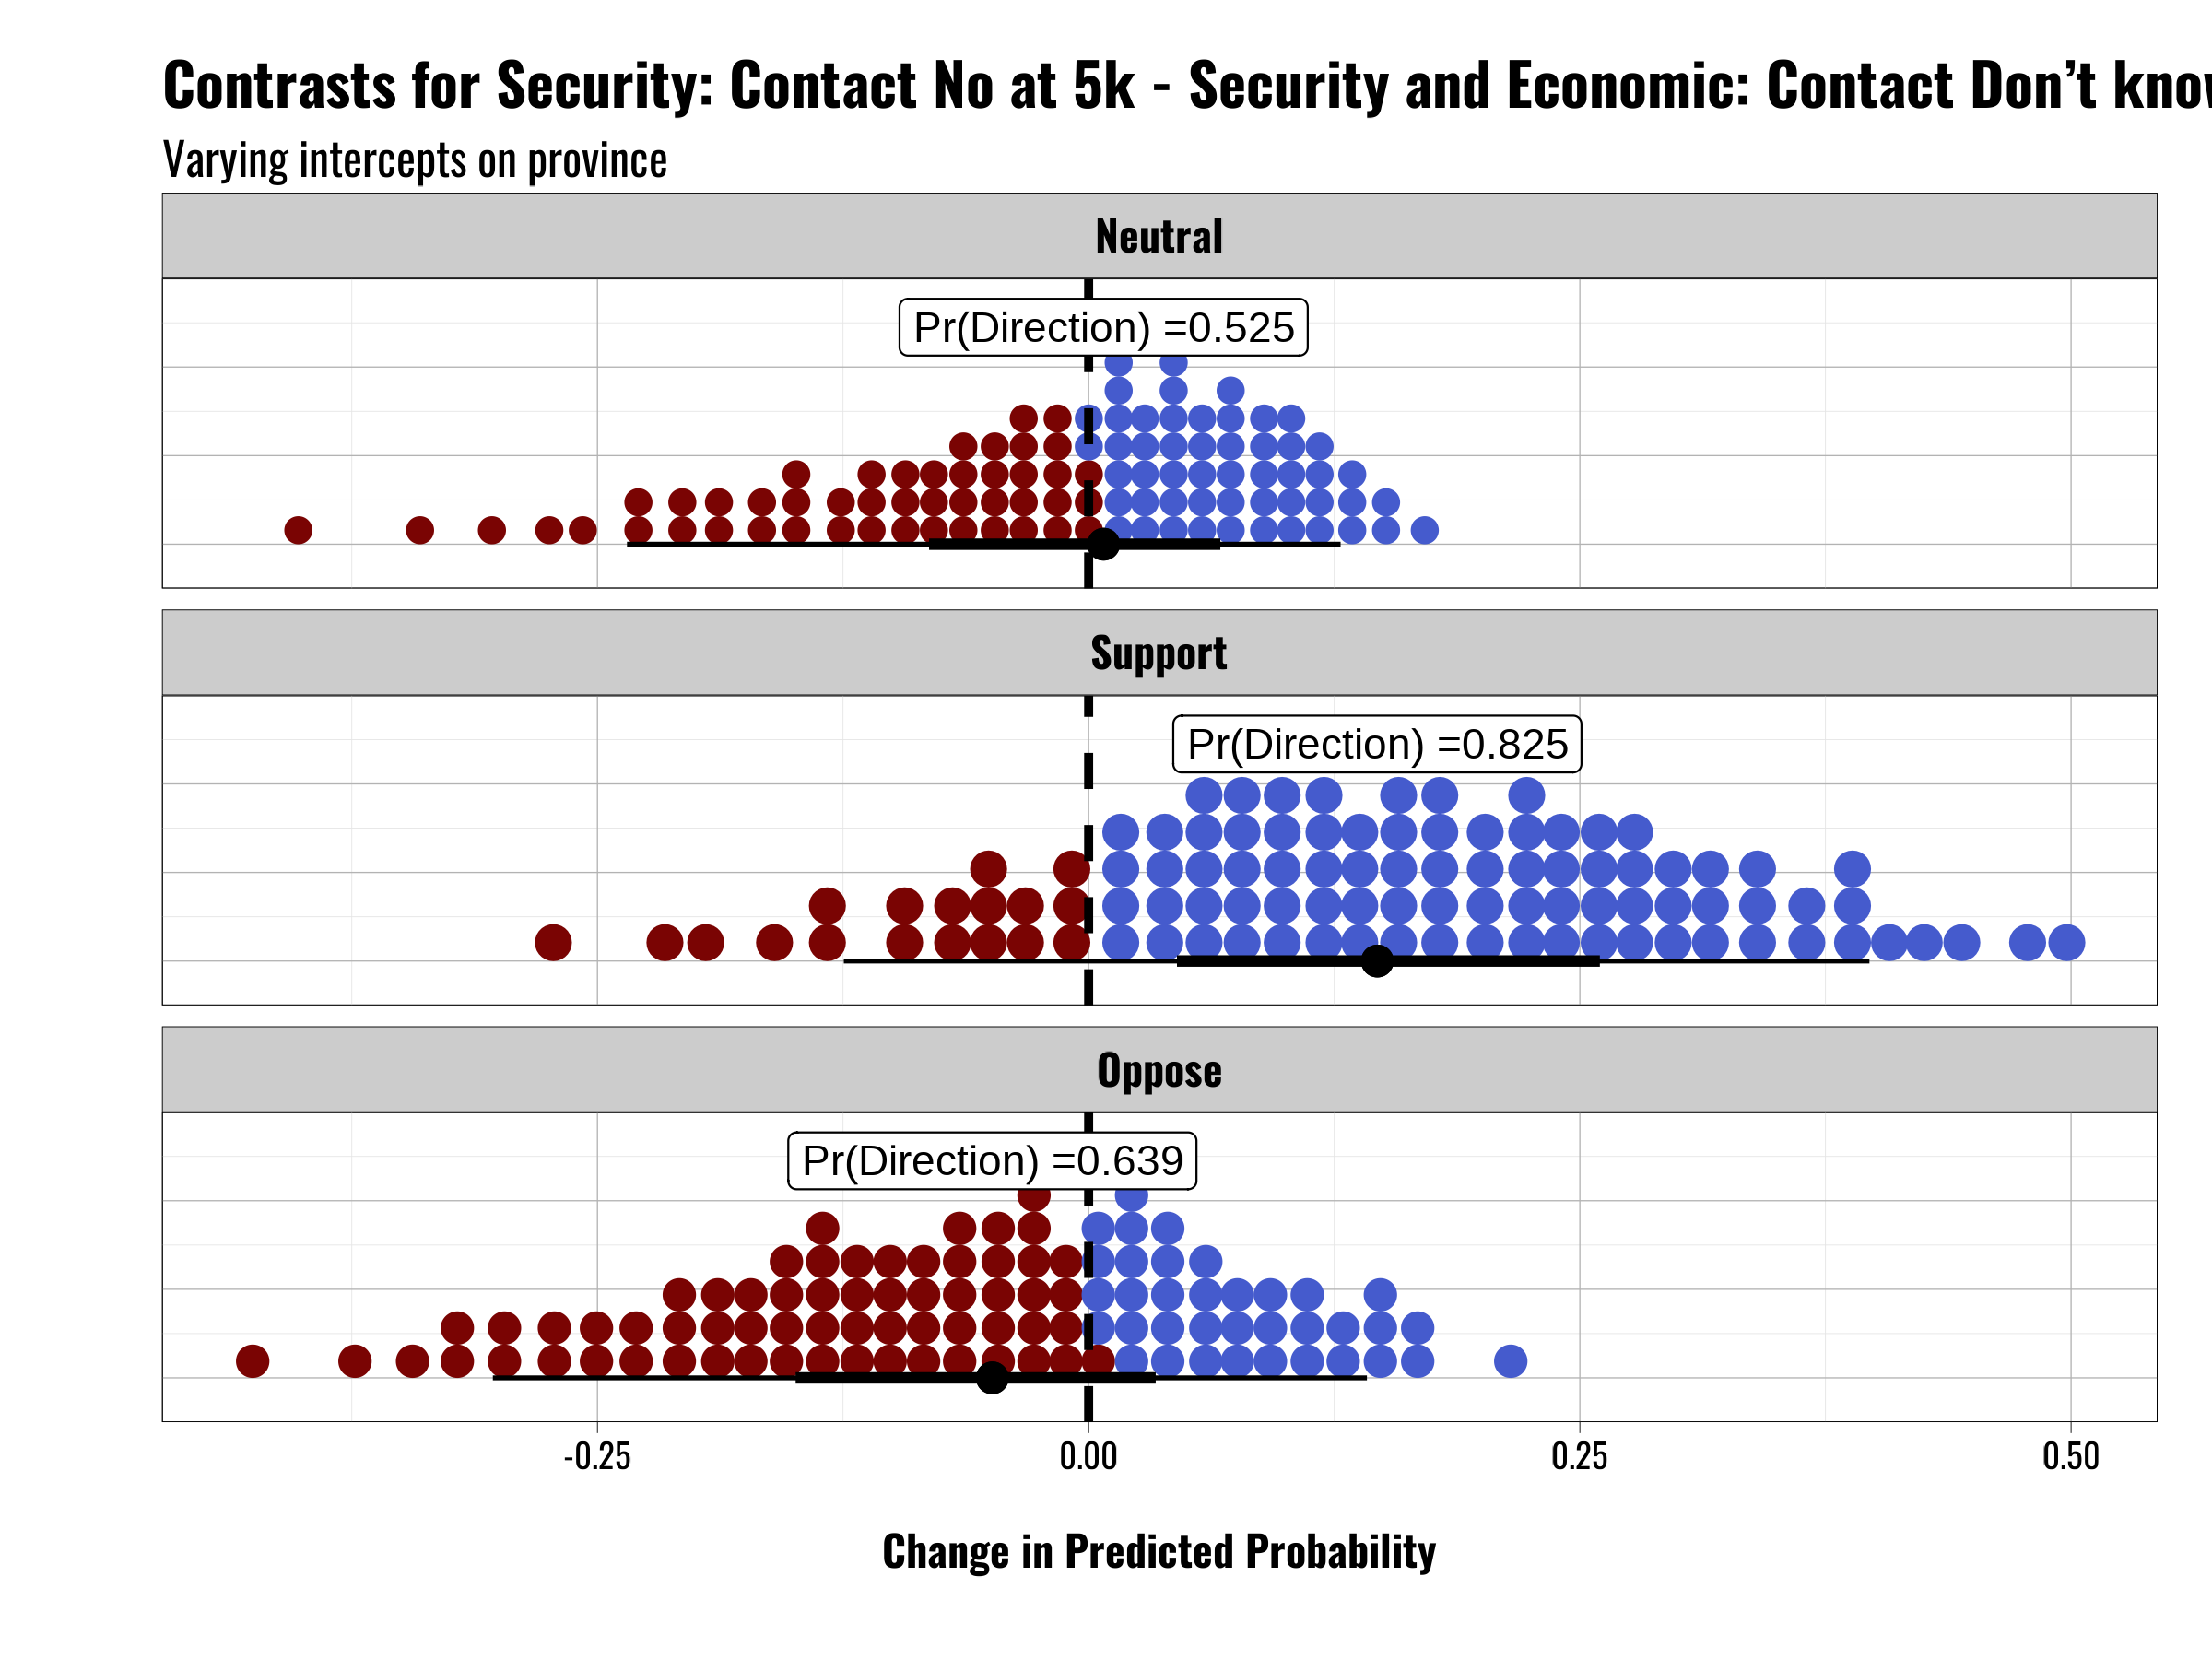 Contrasts for Security: Contact No at 5k - Security and Economic: Contact Don’t
Varying intercepts on province
Neutral
Pr(Direction) =0.525
Support
Pr(Direction) =0.825
Oppose
Pr(Direction) =0.639
-0.25 0.00 0.25 0.50
Change in Predicted Probability